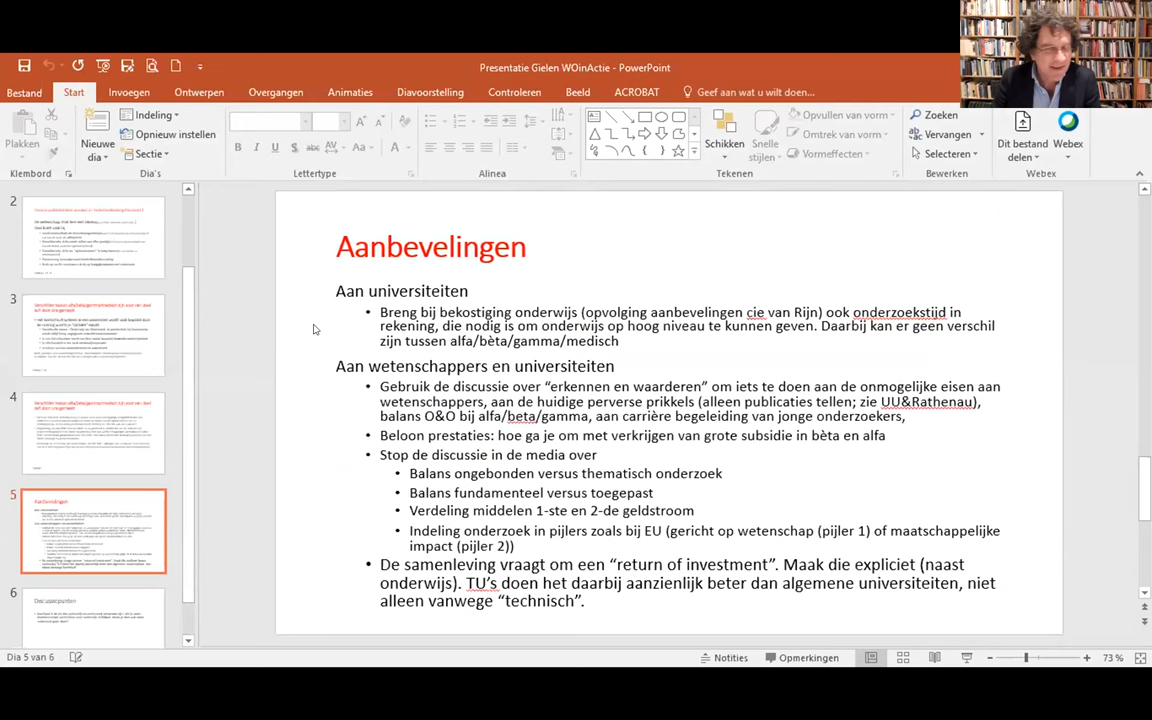 Presentatie Gielen WOinActie - PowerPoint
Bestand Start Invoegen Ontwerpen Overgangen Animaties Diavoorstelling Controleren Beeld ACROBAT Geef aan wat u wilt doen...
Plakken
Klembord
Nieuwe dia
Indeling
Opnieuw instellen
Sectie
Dia's
Lettertype
Alinea
Schikken
Snelle stijlen
Opvullen van vorm
Omtrek van vorm
Vormeffecten
Tekenen
Zoeken
Vervangen
Selecteren
Bewerken
Dit bestand delen
Webex
Webex
2
3
4
5
Aanbevelingen
6
Discussiepunten
Aanbevelingen
Aan universiteiten
• Breng bij bekostiging onderwijs (opvolging aanbevelingen cie van Rijn) ook onderzoekstijd in
rekening, die nodig is om onderwijs op hoog niveau te kunnen geven. Daarbij kan er geen verschil
zijn tussen alfa/bèta/gamma/medisch
Aan wetenschappers en universiteiten
• Gebruik de discussie over “erkennen en waarderen” om iets te doen aan de onmogelijke eisen aan
wetenschappers, aan de huidige perverse prikkels (alleen publicaties tellen; zie UU&Rathenau),
balans O&O bij alfa/beta/gamma, aan carrière begeleiding van jonge onderzoekers,
• Beloon prestaties: hoe ga je om met verkrijgen van grote subsidie in bèta en alfa
• Stop de discussie in de media over
• Balans ongebonden versus thematisch onderzoek
• Balans fundamenteel versus toegepast
• Verdeling middelen 1-ste en 2-de geldstroom
• Indeling onderzoek in pijlers zoals bij EU (gericht op wetenschap (pijler 1) of maatschappelijke
impact (pijler 2))
• De samenleving vraagt om een “return of investment”. Maak die expliciet (naast
onderwijs). TU’s doen het daarbij aanzienlijk beter dan algemene universiteiten, niet
alleen vanwege “technisch”.
Dia 5 van 6
Notities
Opmerkingen
73 %